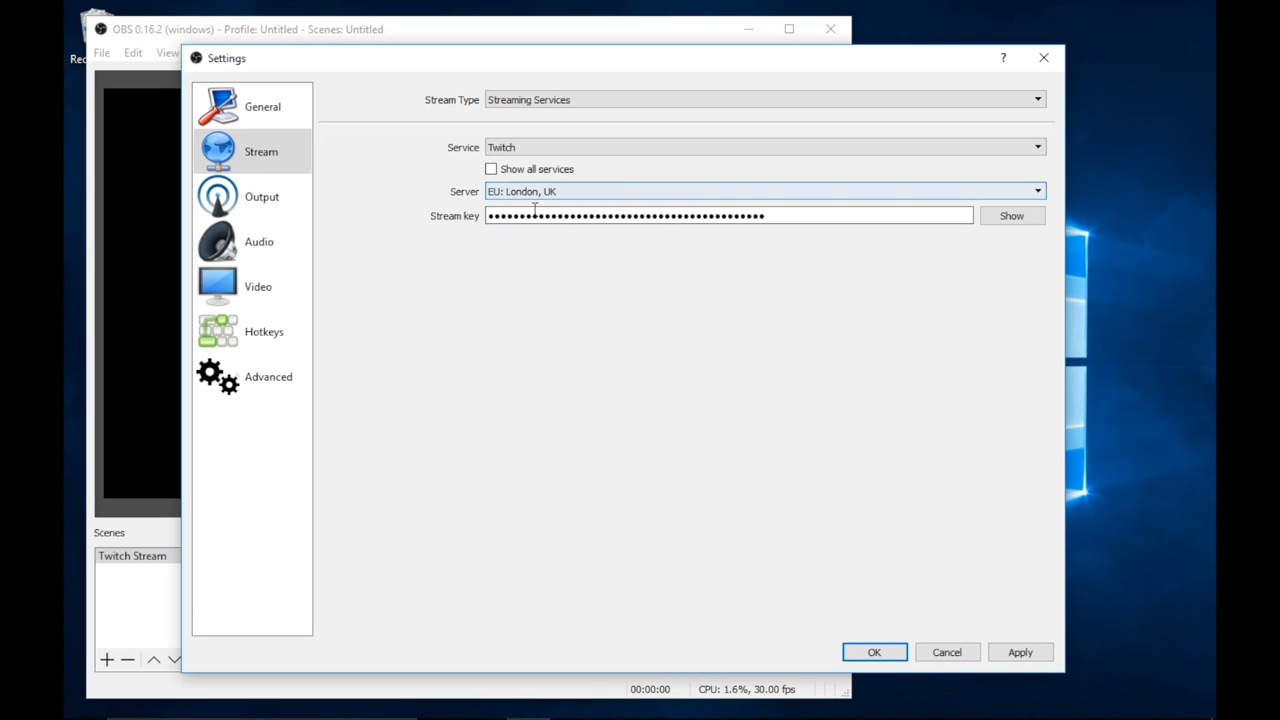 OBS 0.16.2 (windows) - Profile: Untitled - Scenes: Untitled
File Edit View
Settings
?
General
Stream
Output
Audio
Video
Hotkeys
Advanced
Stream Type Streaming Services
Service Twitch
Show all services
Server EU: London, UK
Stream key ●●●●●●●●●●●●●●●●●●●●●●●●●●●●●●●●●●●●●●●●●●●● Show
Scenes
Twitch Stream
OK Cancel Apply
00:00:00 CPU: 1.6%, 30.00 fps